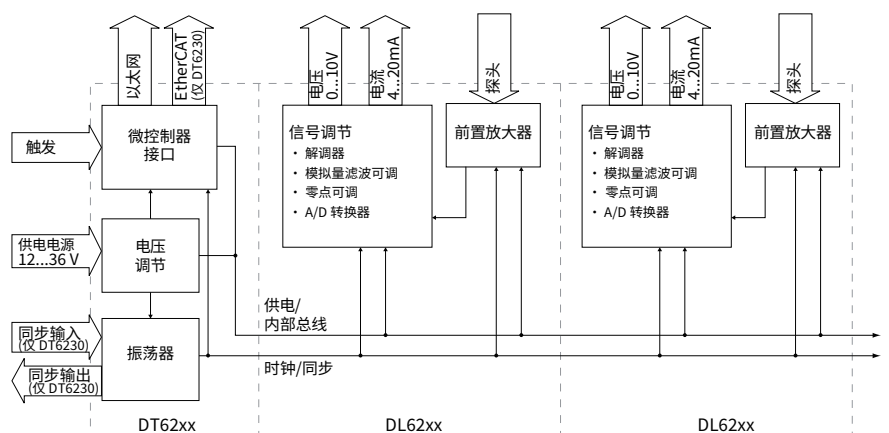 以太网
EtherCAT
(仅 DT6230)
电压
0...10V
电流
4...20mA
探头
电压
0...10V
电流
4...20mA
探头
触发
微控制器
接口
信号调节
· 解调器
· 模拟量滤波可调
· 零点可调
· A/D 转换器
前置放大器
信号调节
· 解调器
· 模拟量滤波可调
· 零点可调
· A/D 转换器
前置放大器
供电电源
12...36 V
电压
调节
供电/
内部总线
同步输入
(仅 DT6230)
振荡器
同步输出
(仅 DT6230)
时钟/同步
DT62xx
DL62xx
DL62xx